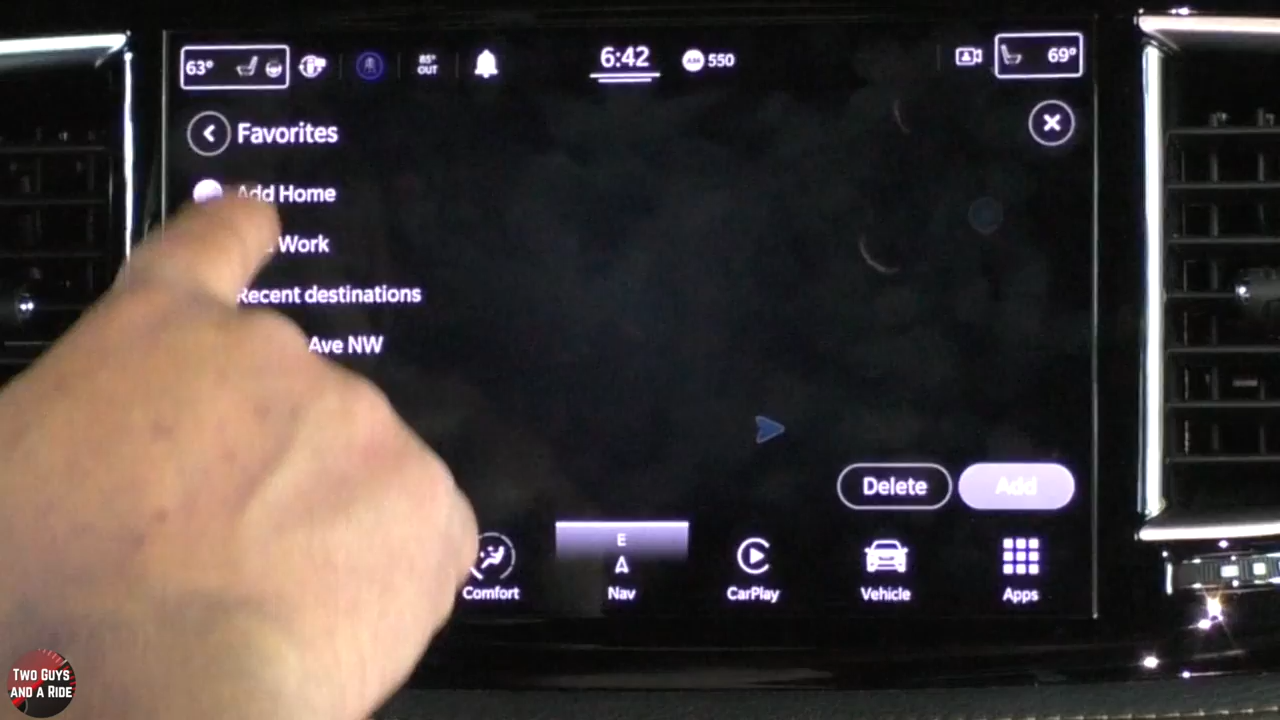 63°
85°
OUT
6:42
AM 550
69°
Favorites
Add Home
Work
Recent destinations
Ave NW
Delete
Add
E
Comfort
Nav
CarPlay
Vehicle
Apps
TWO GUYS
AND A RIDE